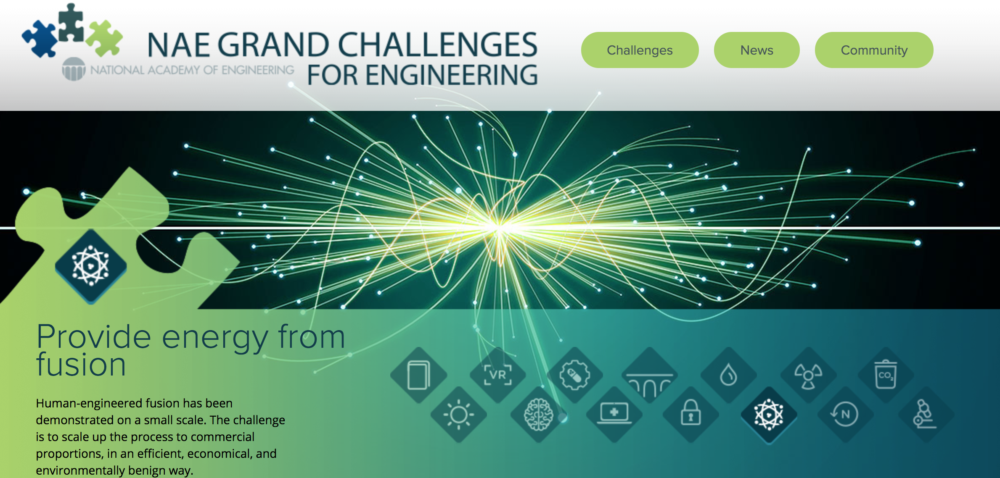 NAE GRAND CHALLENGES
NATIONAL ACADEMY OF ENGINEERING
FOR ENGINEERING
Challenges
News
Community
Provide energy from
fusion
Human-engineered fusion has been
demonstrated on a small scale. The challenge
is to scale up the process to commercial
proportions, in an efficient, economical, and
environmentally benign way.
VR
CO₂
N